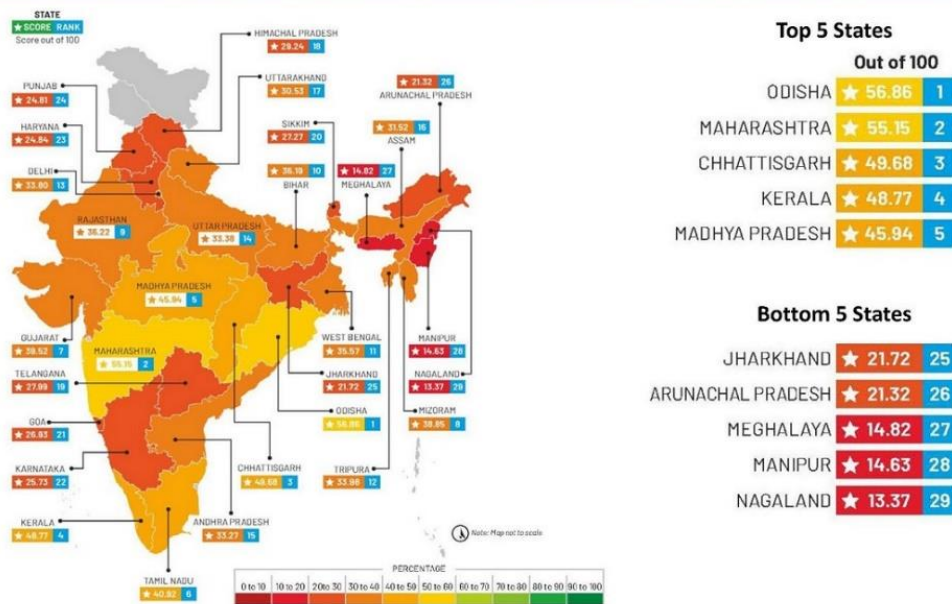 STATE
★ SCORE RANK
Score out of 100
HIMACHAL PRADESH
★ 29.24 18
UTTARAKHAND
★ 30.53 17
PUNJAB
★ 24.81 24
HARYANA
★ 24.84 23
DELHI
★ 33.80 13
SIKKIM
★ 27.27 20
★ 21.32 26
ARUNACHAL PRADESH
★ 31.52 16
ASSAM
★ 36.19 10
BIHAR
★ 14.82 27
MEGHALAYA
RAJASTHAN
★ 36.22 9
UTTAR PRADESH
★ 33.38 14
MADHYA PRADESH
★ 45.94 5
GUJARAT
★ 39.52 7
MAHARASHTRA
★ 55.15 2
TELANGANA
★ 27.99 19
GOA
★ 26.83 21
KARNATAKA
★ 25.73 22
KERALA
★ 48.77 4
TAMIL NADU
★ 40.92 6
ANDHRA PRADESH
★ 33.27 15
CHHATTISGARH
★ 49.68 3
WEST BENGAL
★ 35.57 11
JHARKHAND
★ 21.72 25
ODISHA
★ 56.86 1
TRIPURA
★ 33.98 12
MANIPUR
★ 14.63 28
NAGALAND
★ 13.37 29
MIZORAM
★ 38.85 8
Note: Map not to scale
PERCENTAGE
0 to 10 10 to 20 20to 30 30 to 40 40 to 50 50 to 60 60 to 70 70 to 80 80 to 90 90 to 100
Top 5 States
Out of 100
ODISHA ★ 56.86 1
MAHARASHTRA ★ 55.15 2
CHHATTISGARH ★ 49.68 3
KERALA ★ 48.77 4
MADHYA PRADESH ★ 45.94 5
Bottom 5 States
JHARKHAND ★ 21.72 25
ARUNACHAL PRADESH ★ 21.32 26
MEGHALAYA ★ 14.82 27
MANIPUR ★ 14.63 28
NAGALAND ★ 13.37 29